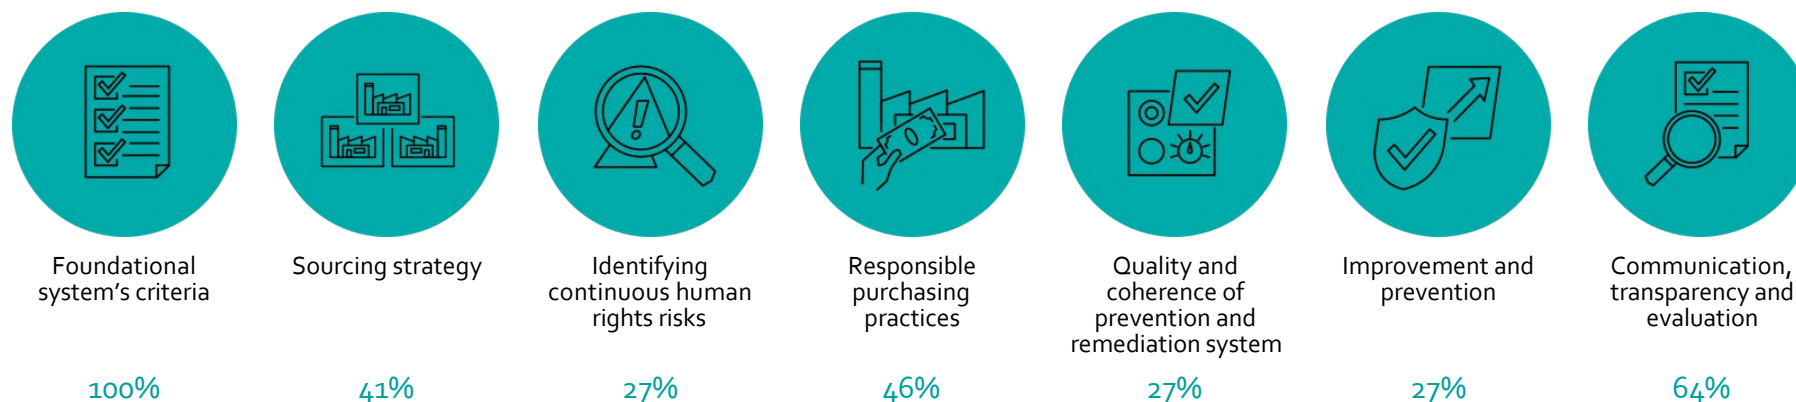 Foundational
system's criteria
100%
Sourcing strategy
41%
Identifying
continuous human
rights risks
27%
Responsible
purchasing
practices
46%
Quality and
coherence of
prevention and
remediation system
27%
Improvement and
prevention
27%
Communication,
transparency and
evaluation
64%